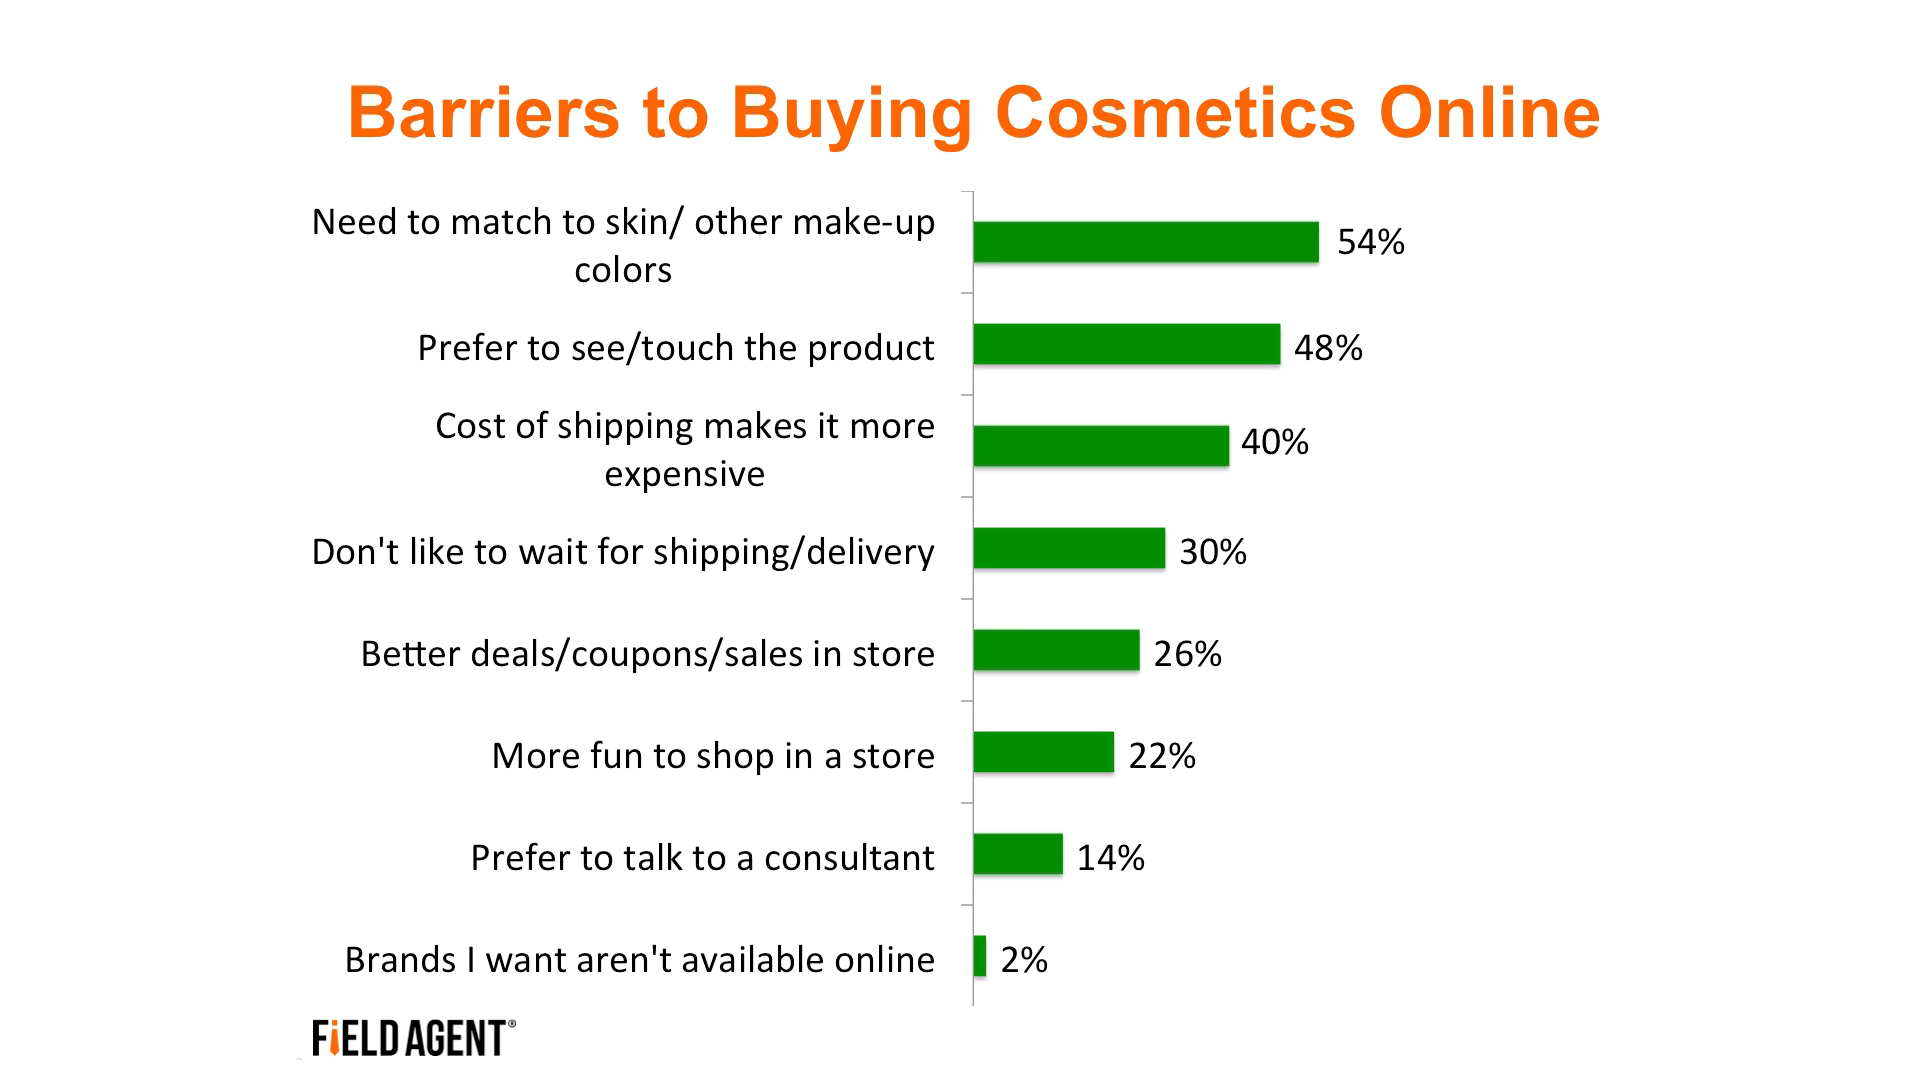 Barriers to Buying Cosmetics Online
Need to match to skin/ other make-up
colors
54%
Prefer to see/touch the product
48%
Cost of shipping makes it more
expensive
40%
Don't like to wait for shipping/delivery
30%
Better deals/coupons/sales in store
26%
More fun to shop in a store
22%
Prefer to talk to a consultant
14%
Brands I want aren't available online
2%
FiELD AGENT®